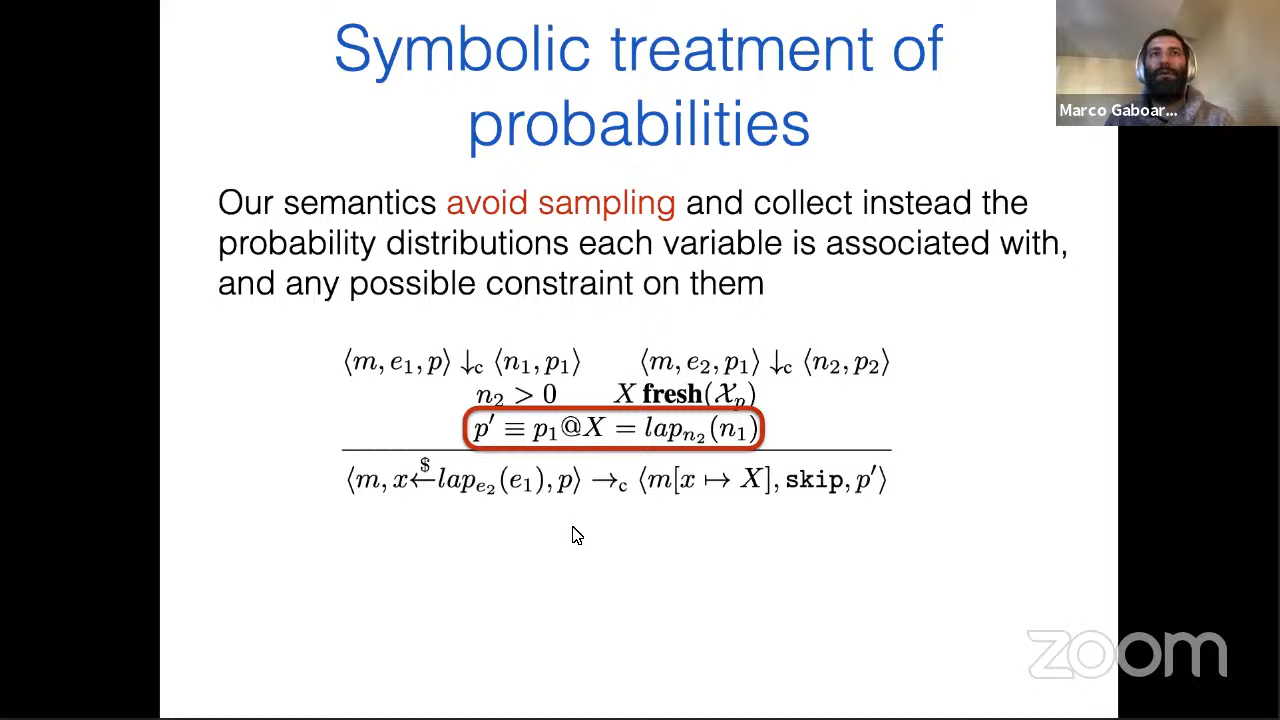 Symbolic treatment of
probabilities
Marco Gaboar...
Our semantics avoid sampling and collect instead the
probability distributions each variable is associated with,
and any possible constraint on them
⟨m, e₁, p⟩ ↓c ⟨n₁, p₁⟩ ⟨m, e₂, p₁⟩ ↓c ⟨n₂, p₂⟩
n₂ > 0 X fresh(𝒳ₚ)
p′ ≡ p₁@X = lapₙ₂(n₁)
⟨m, x ←$ lapₑ₂(e₁), p⟩ →c ⟨m[x ↦ X], skip, p′⟩
zoom